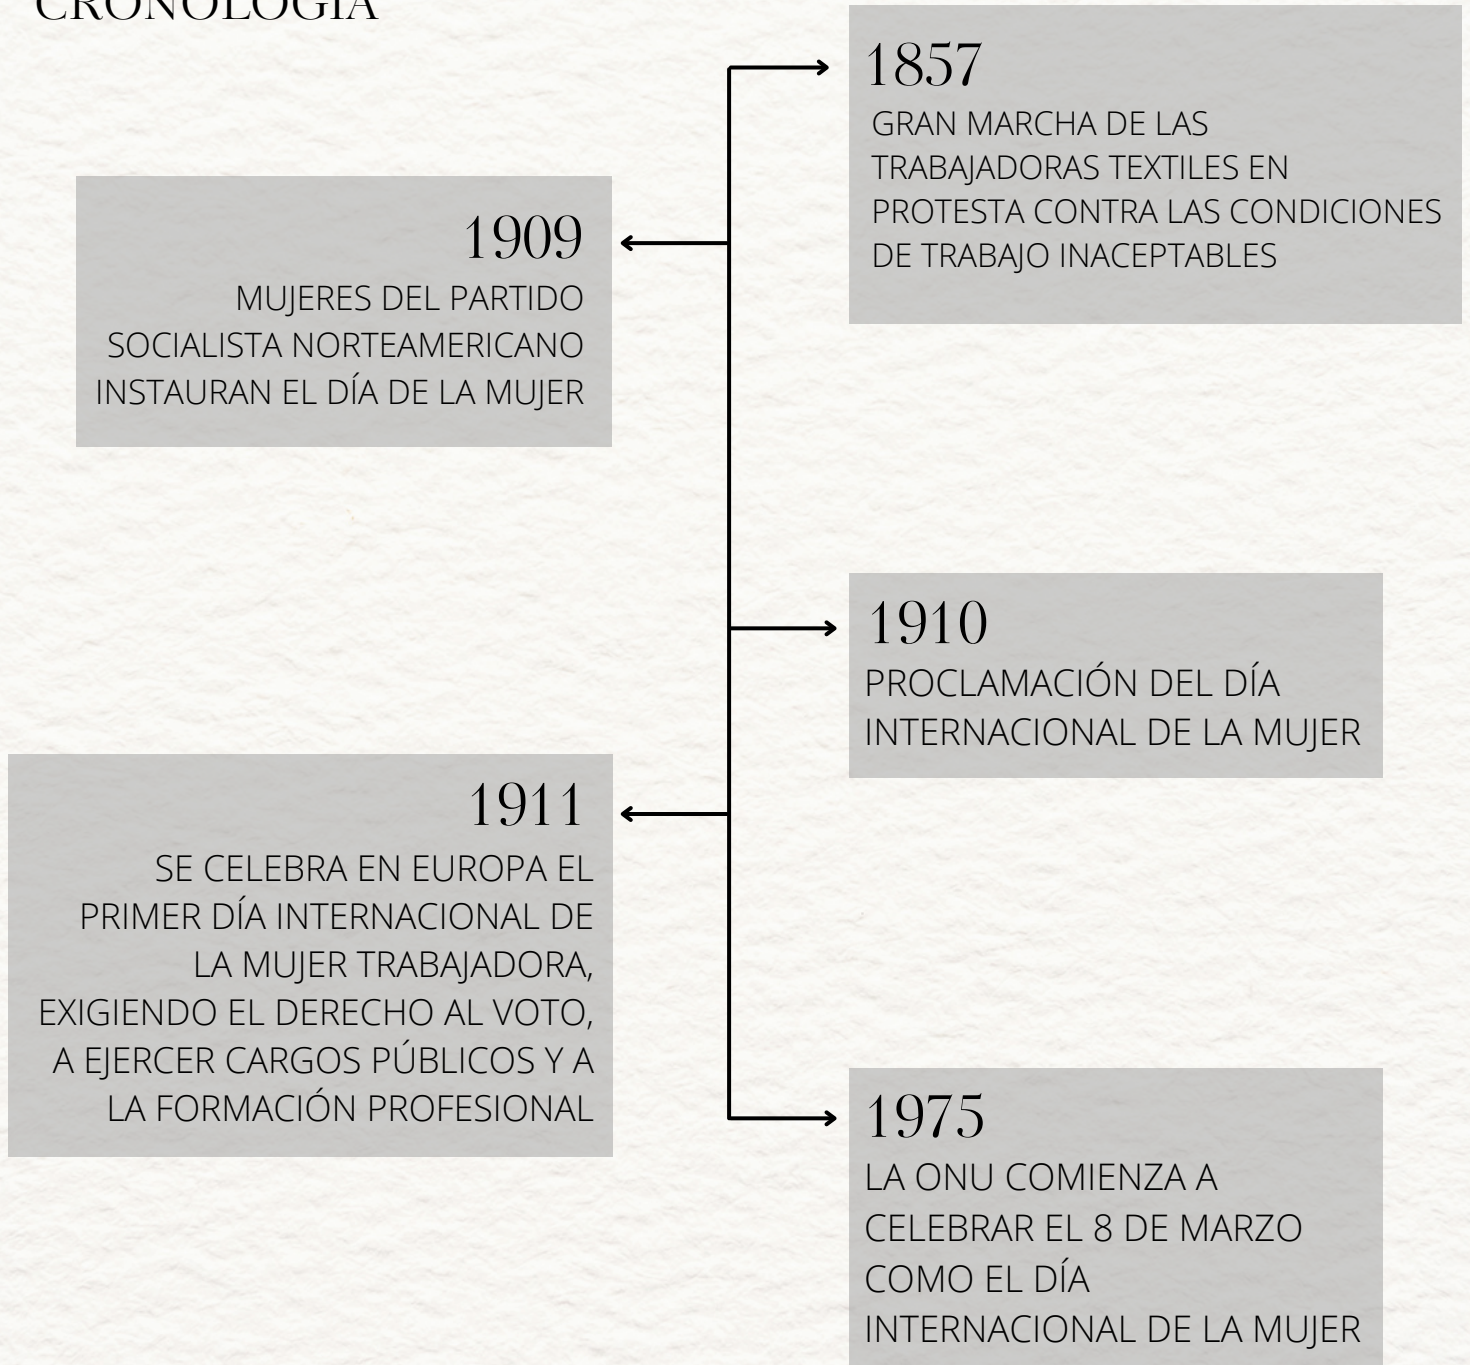 CRONOLOGÍA
1857
GRAN MARCHA DE LAS
TRABAJADORAS TEXTILES EN
PROTESTA CONTRA LAS CONDICIONES
DE TRABAJO INACEPTABLES
1909
MUJERES DEL PARTIDO
SOCIALISTA NORTEAMERICANO
INSTAURAN EL DÍA DE LA MUJER
1910
PROCLAMACIÓN DEL DÍA
INTERNACIONAL DE LA MUJER
1911
SE CELEBRA EN EUROPA EL
PRIMER DÍA INTERNACIONAL DE
LA MUJER TRABAJADORA,
EXIGIENDO EL DERECHO AL VOTO,
A EJERCER CARGOS PÚBLICOS Y A
LA FORMACIÓN PROFESIONAL
1975
LA ONU COMIENZA A
CELEBRAR EL 8 DE MARZO
COMO EL DÍA
INTERNACIONAL DE LA MUJER